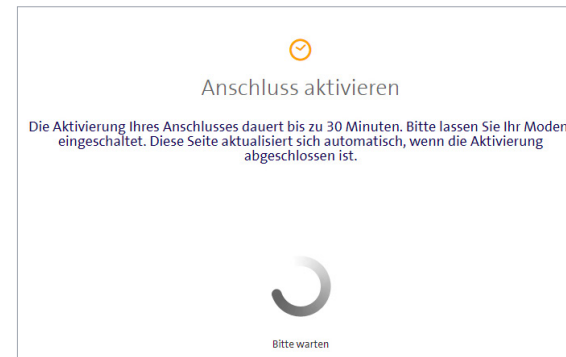 Anschluss aktivieren
Die Aktivierung Ihres Anschlusses dauert bis zu 30 Minuten. Bitte lassen Sie Ihr Modem
eingeschaltet. Diese Seite aktualisiert sich automatisch, wenn die Aktivierung
abgeschlossen ist.
Bitte warten